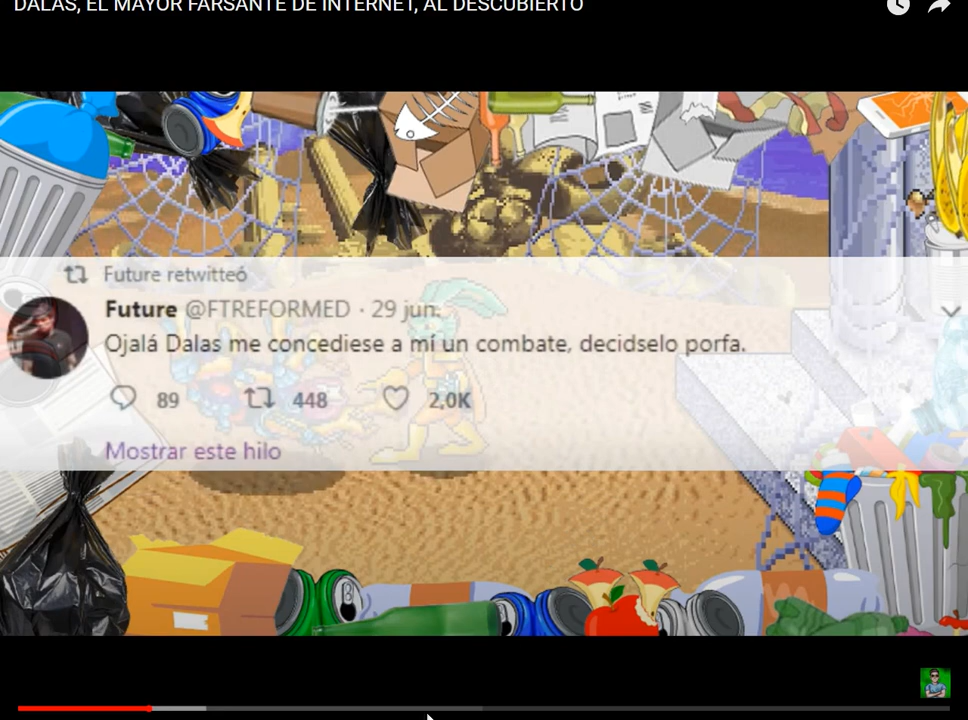 DALAS, EL MAYOR FARSANTE DE INTERNET, AL DESCUBIERTO
Future retwitteó
Future @FTREFORMED · 29 jun.
Ojalá Dalas me concediese a mí un combate, decidselo porfa.
89 448 2,0K
Mostrar este hilo